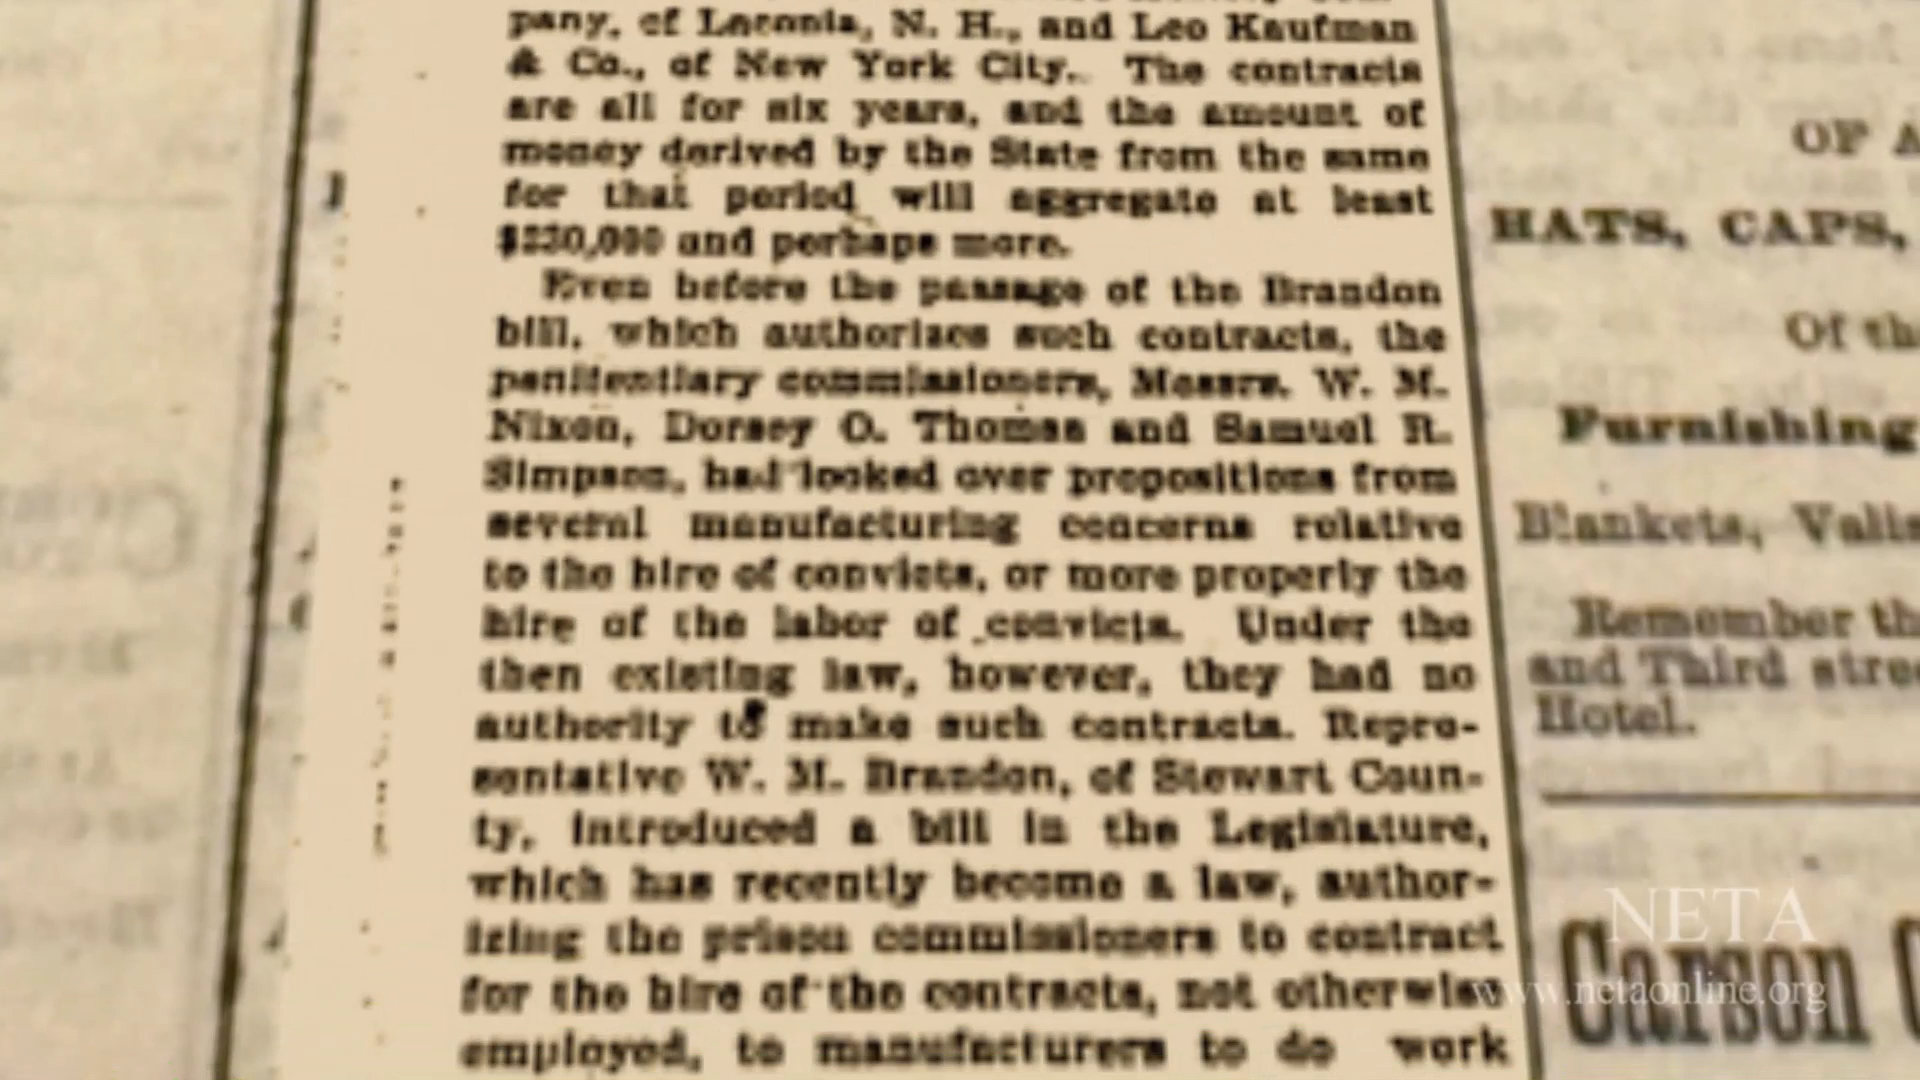 pany, of Laconia, N. H., and Leo Kaufman
& Co., of New York City. The contracts
are all for six years, and the amount of
money derived by the State from the same
for that period will aggregate at least
and perhaps more.
Even before the passage of the Brandon
bill, which authorizes such contracts, the
penitentiary commissioners, Messrs. W. M.
Nixon, Dorsey O. Thomas and Samuel R.
Simpson, had looked over propositions from
several manufacturing concerns relative
to the hire of convicts, or more properly the
hire of the labor of convicts. Under the
then existing law, however, they had no
authority to make such contracts. Repre-
sentative W. M. Brandon, of Stewart Coun-
ty, introduced a bill in the Legislature,
which has recently become a law, author-
izing the prison commissioners to contract
for the hire of the contracts, not otherwise
employed, to manufacturers to do work
OF A
HATS, CAPS,
Of th
Furnishing
Blankets, Valis
Remember th
and Third stree
Hotel.
Carson C
NETA
www.netaonline.org